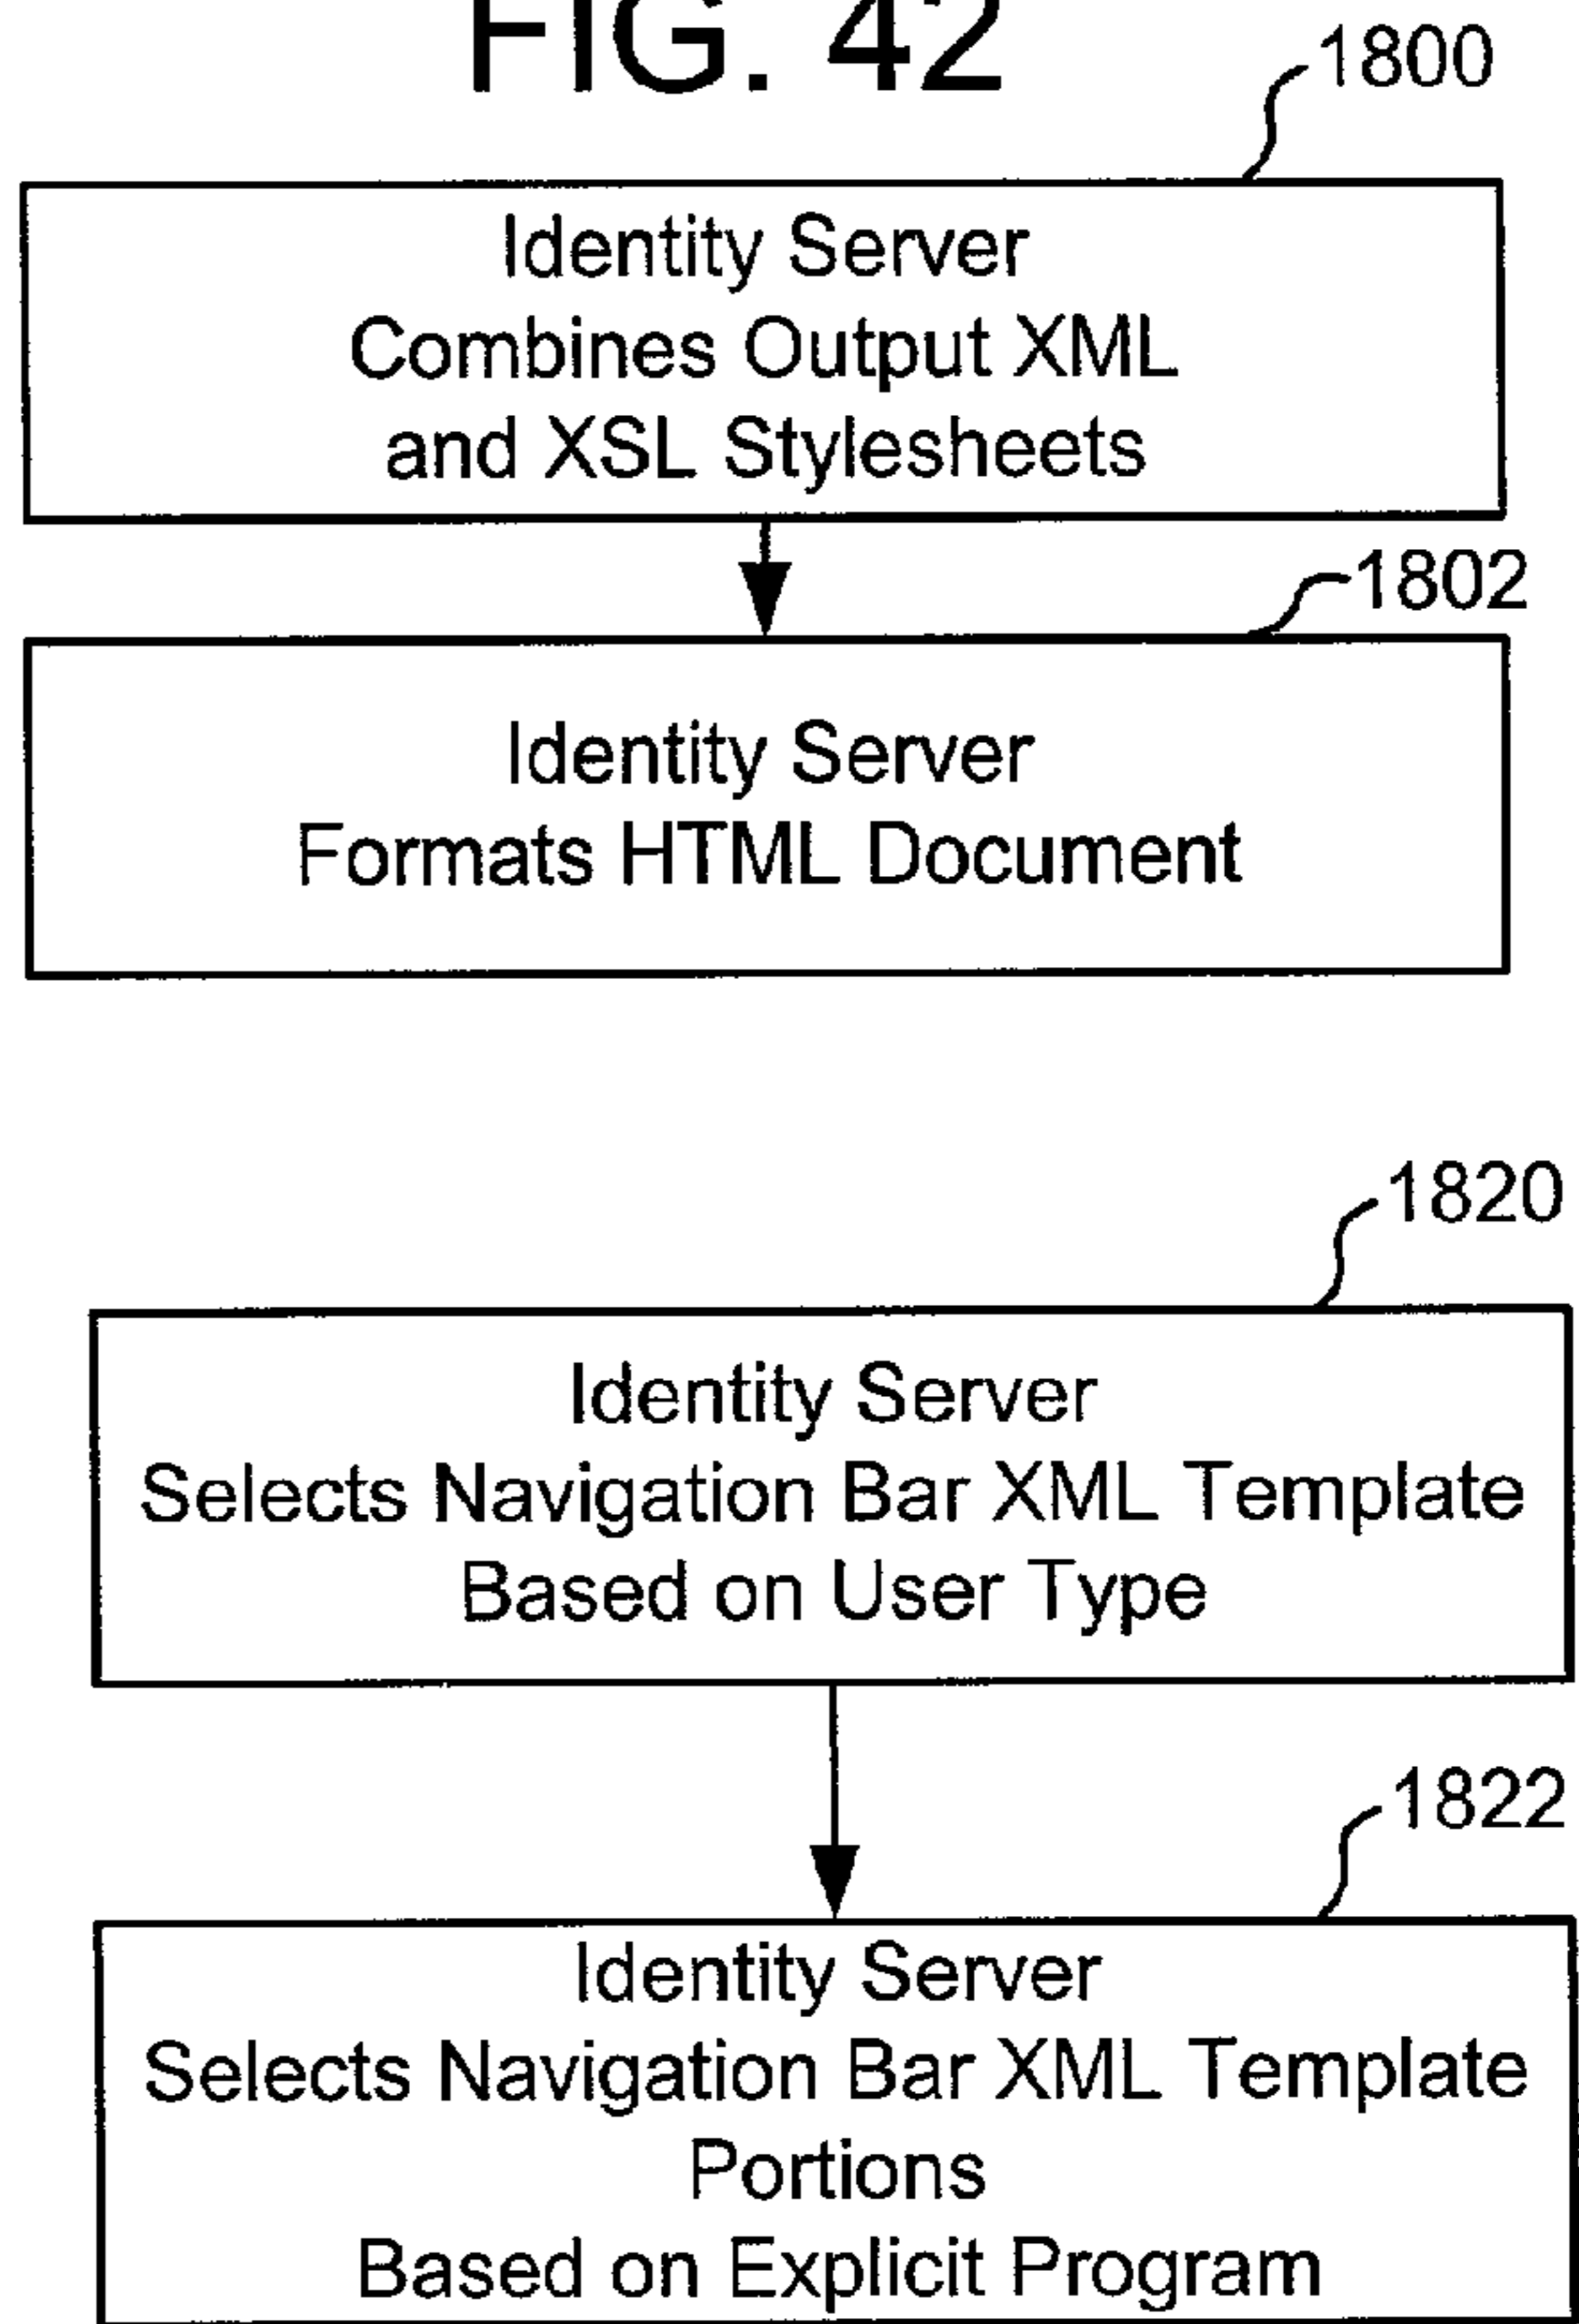 FIG. 42
1800
Identity Server
Combines Output XML
and XSL Stylesheets
1802
Identity Server
Formats HTML Document
1820
Identity Server
Selects Navigation Bar XML Template
Based on User Type
1822
Identity Server
Selects Navigation Bar XML Template
Portions
Based on Explicit Program